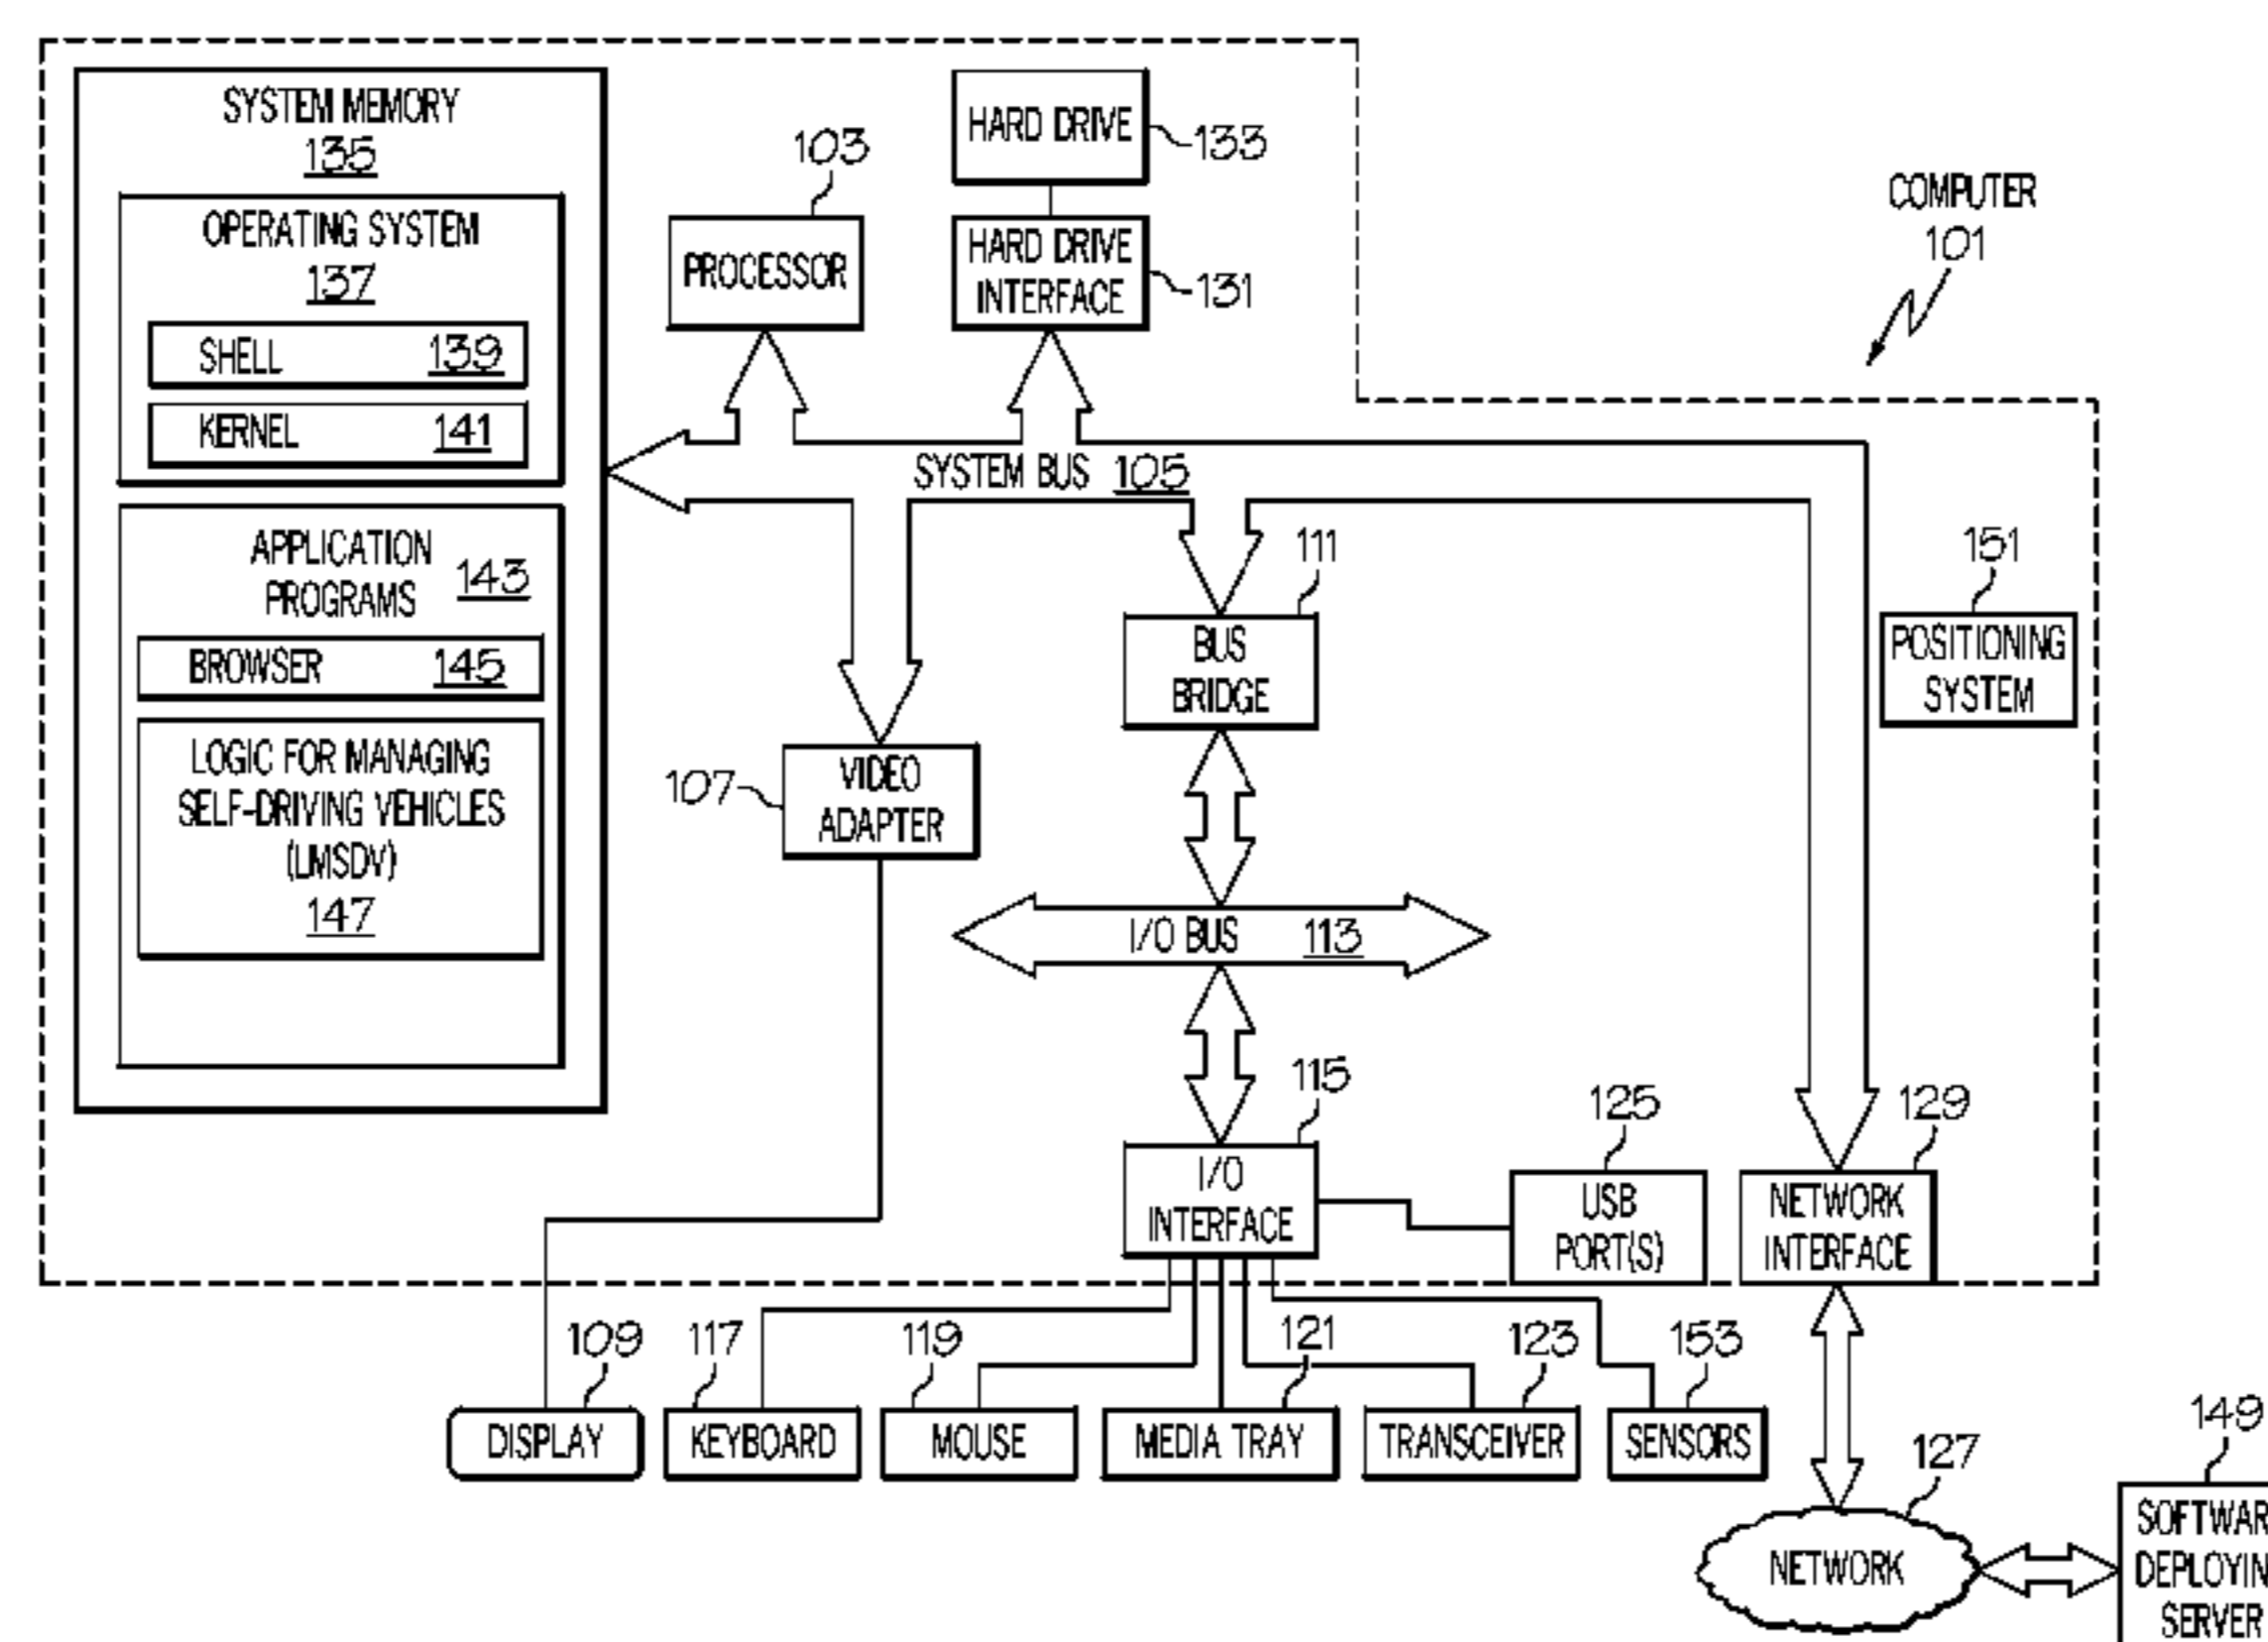 SYSTEM MEMORY
135
OPERATING SYSTEM
137
SHELL 139
KERNEL 141
APPLICATION
PROGRAMS 143
BROWSER 145
LOGIC FOR MANAGING
SELF-DRIVING VEHICLES
(LMSDV)
147
103
PROCESSOR
HARD DRIVE
133
HARD DRIVE
INTERFACE
131
COMPUTER
101
SYSTEM BUS 105
111
BUS
BRIDGE
151
POSITIONING
SYSTEM
107
VIDEO
ADAPTER
I/O BUS 113
115
I/O
INTERFACE
125
USB
PORT(S)
129
NETWORK
INTERFACE
109
DISPLAY
117
KEYBOARD
119
MOUSE
121
MEDIA TRAY
123
TRANSCEIVER
153
SENSORS
127
NETWORK
149
SOFTWAR
DEPLOYIN
SERVER